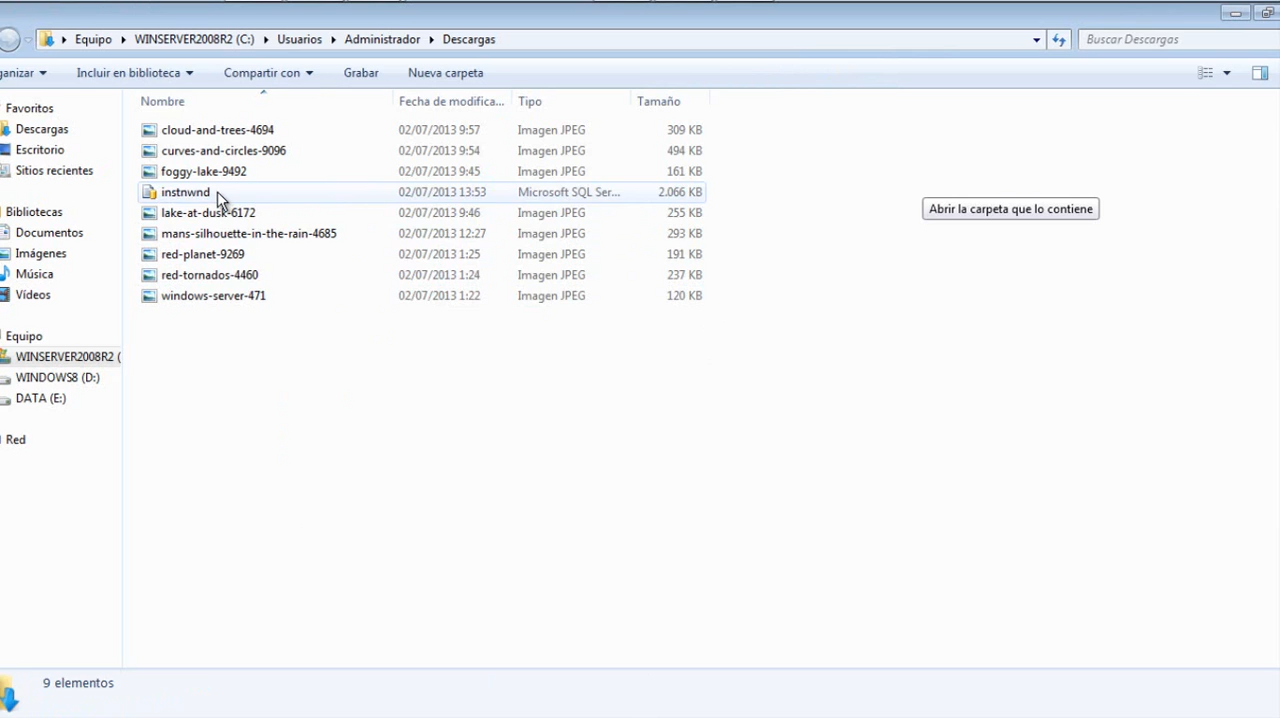 Equipo WINSERVER2008R2 (C:) Usuarios Administrador Descargas Buscar Descargas
ganizar Incluir en biblioteca Compartir con Grabar Nueva carpeta
Favoritos
Descargas
Escritorio
Sitios recientes
Bibliotecas
Documentos
Imágenes
Música
Vídeos
Equipo
WINSERVER2008R2 (
WINDOWS8 (D:)
DATA (E:)
Red
Nombre Fecha de modifica... Tipo Tamaño
cloud-and-trees-4694 02/07/2013 9:57 Imagen JPEG 309 KB
curves-and-circles-9096 02/07/2013 9:54 Imagen JPEG 494 KB
foggy-lake-9492 02/07/2013 9:45 Imagen JPEG 161 KB
instnwnd 02/07/2013 13:53 Microsoft SQL Ser... 2.066 KB
lake-at-dusk-6172 02/07/2013 9:46 Imagen JPEG 255 KB
mans-silhouette-in-the-rain-4685 02/07/2013 12:27 Imagen JPEG 293 KB
red-planet-9269 02/07/2013 1:25 Imagen JPEG 191 KB
red-tornados-4460 02/07/2013 1:24 Imagen JPEG 237 KB
windows-server-471 02/07/2013 1:22 Imagen JPEG 120 KB
Abrir la carpeta que lo contiene
9 elementos